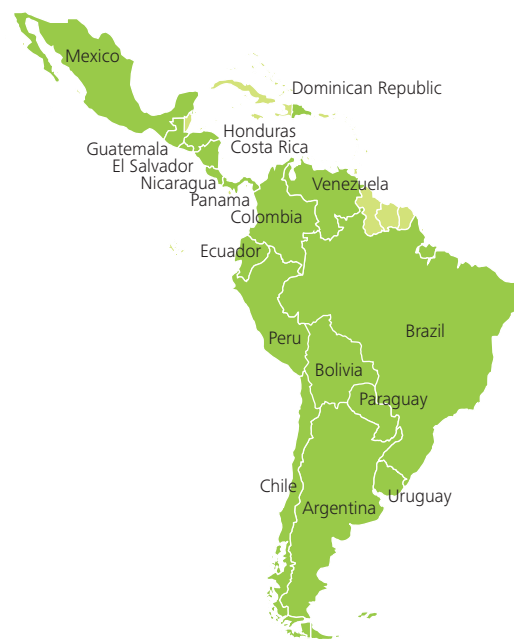 Mexico
Dominican Republic
Honduras
Guatemala
Costa Rica
El Salvador
Nicaragua
Venezuela
Panama
Colombia
Ecuador
Brazil
Peru
Bolivia
Paraguay
Chile
Uruguay
Argentina